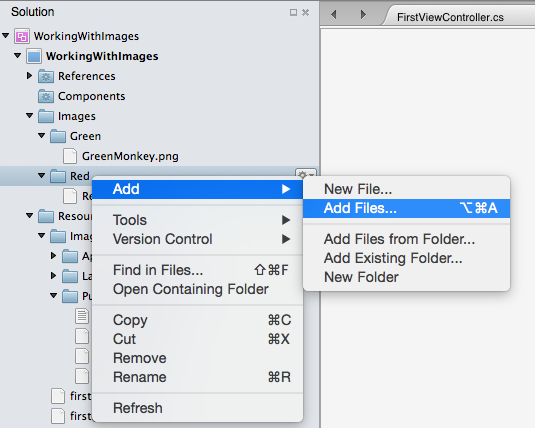 Solution
FirstViewController.cs
WorkingWithImages
WorkingWithImages
References
Components
Images
Green
GreenMonkey.png
Red
Re
Resour
Imag
Ap
La
Pu
first
first
Add
Tools
Version Control
Find in Files... ⇧⌘F
Open Containing Folder
Copy ⌘C
Cut ⌘X
Remove
Rename ⌘R
Refresh
New File...
Add Files... ⌥⌘A
Add Files from Folder...
Add Existing Folder...
New Folder